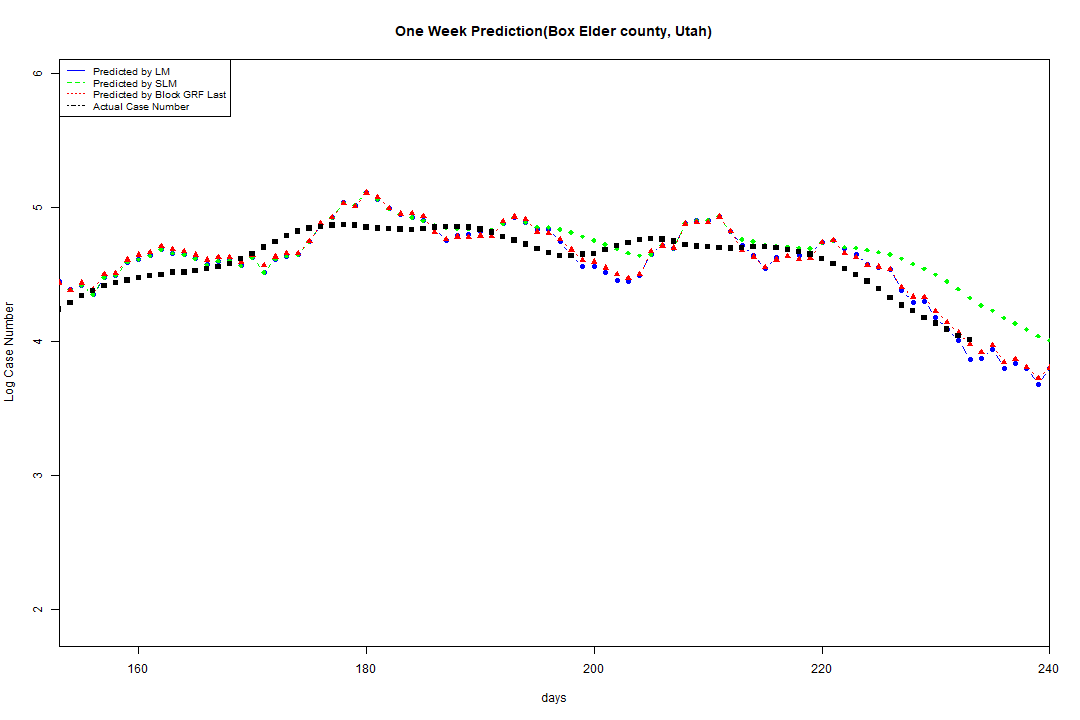 One Week Prediction(Box Elder county, Utah)
Predicted by LM
Predicted by SLM
Predicted by Block GRF Last
Actual Case Number
6
5
4
3
2
Log Case Number
160 180 200 220 240
days